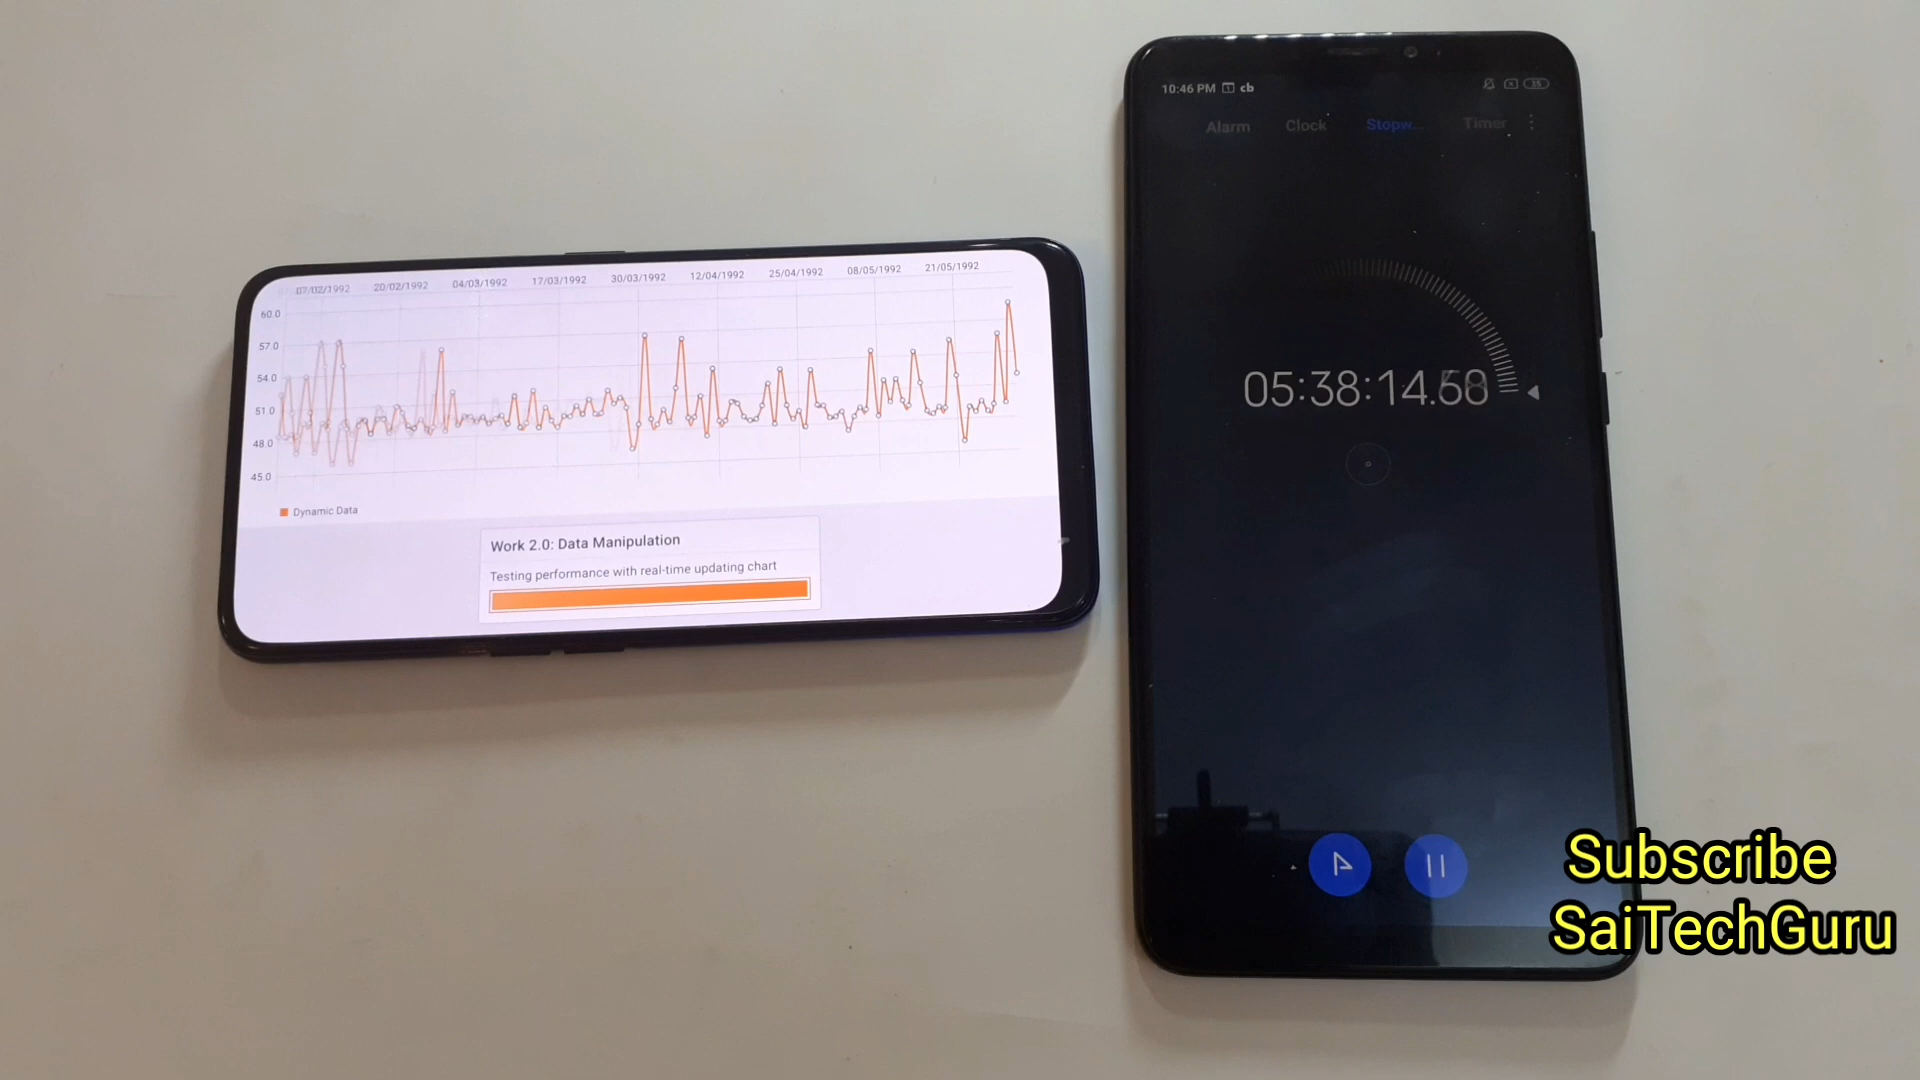 07/02/1992 20/02/1992 04/03/1992 17/03/1992 30/03/1992 12/04/1992 25/04/1992 08/05/1992 21/05/1992
60.0
57.0
54.0
51.0
48.0
45.0
Dynamic Data
Work 2.0: Data Manipulation
Testing performance with real-time updating chart
10:46 PM cb 35
Alarm Clock Stopw... Timer
05:38:14
Subscribe
SaiTechGuru